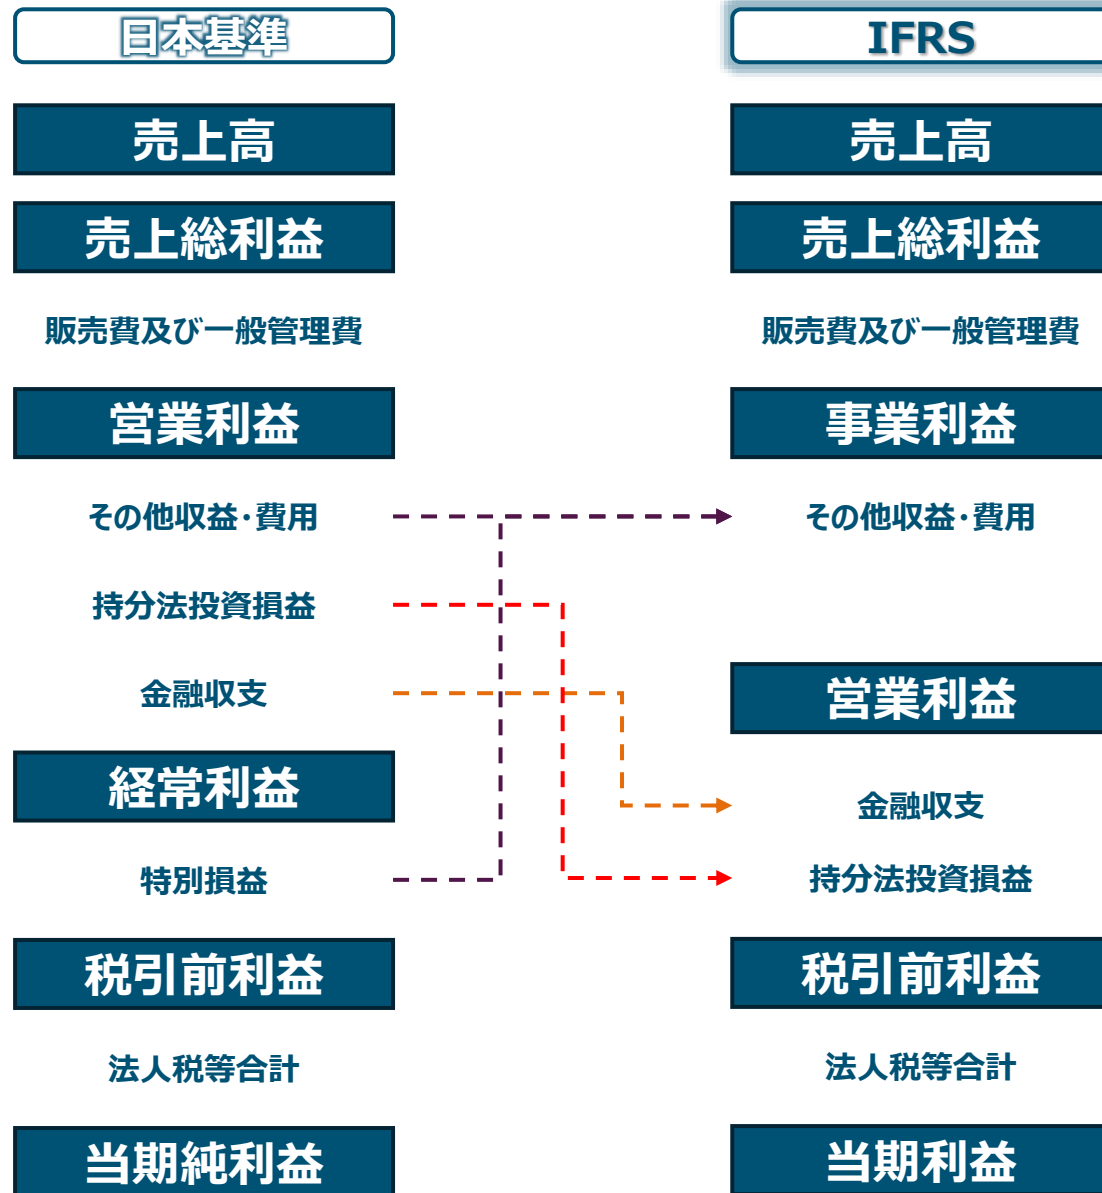 日本基準
売上高
売上総利益
販売費及び一般管理費
営業利益
その他収益・費用
持分法投資損益
金融収支
経常利益
特別損益
税引前利益
法人税等合計
当期純利益
IFRS
売上高
売上総利益
販売費及び一般管理費
事業利益
その他収益・費用
営業利益
金融収支
持分法投資損益
税引前利益
法人税等合計
当期利益